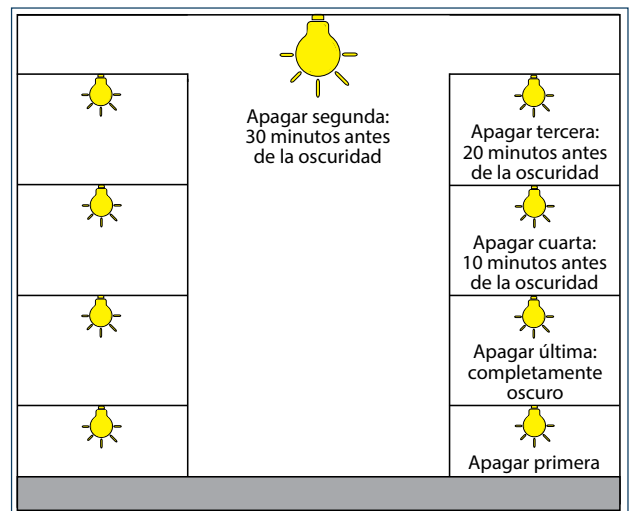 Apagar segunda:
30 minutos antes
de la oscuridad
Apagar tercera:
20 minutos antes
de la oscuridad
Apagar cuarta:
10 minutos antes
de la oscuridad
Apagar última:
completamente
oscuro
Apagar primera